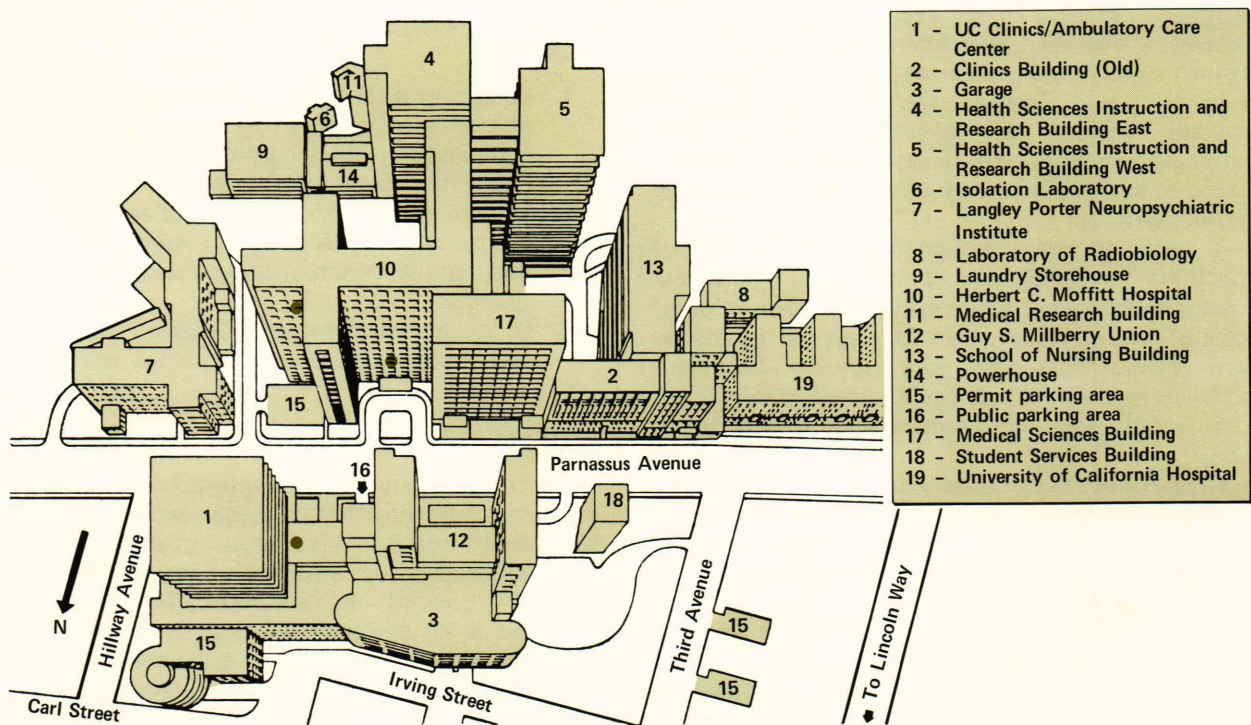 1 - UC Clinics/Ambulatory Care
Center
2 - Clinics Building (Old)
3 - Garage
4 - Health Sciences Instruction and
Research Building East
5 - Health Sciences Instruction and
Research Building West
6 - Isolation Laboratory
7 - Langley Porter Neuropsychiatric
Institute
8 - Laboratory of Radiobiology
9 - Laundry Storehouse
10 - Herbert C. Moffitt Hospital
11 - Medical Research building
12 - Guy S. Millberry Union
13 - School of Nursing Building
14 - Powerhouse
15 - Permit parking area
16 - Public parking area
17 - Medical Sciences Building
18 - Student Services Building
19 - University of California Hospital
4
11
5
6
9
14
10
13
8
17
7
2
19
15
Parnassus Avenue
16
18
1
12
Hillway Avenue
N
3
15
Third Avenue
15
15
To Lincoln Way
Irving Street
Carl Street